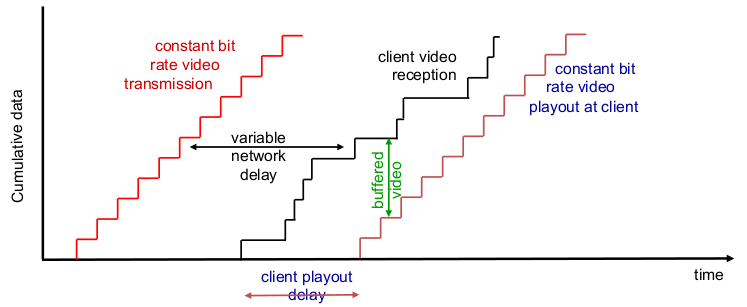 constant bit
rate video
transmission
client video
reception
constant bit
rate video
playout at client
variable
network
delay
buffered
video
Cumulative data
time
client playout
delay